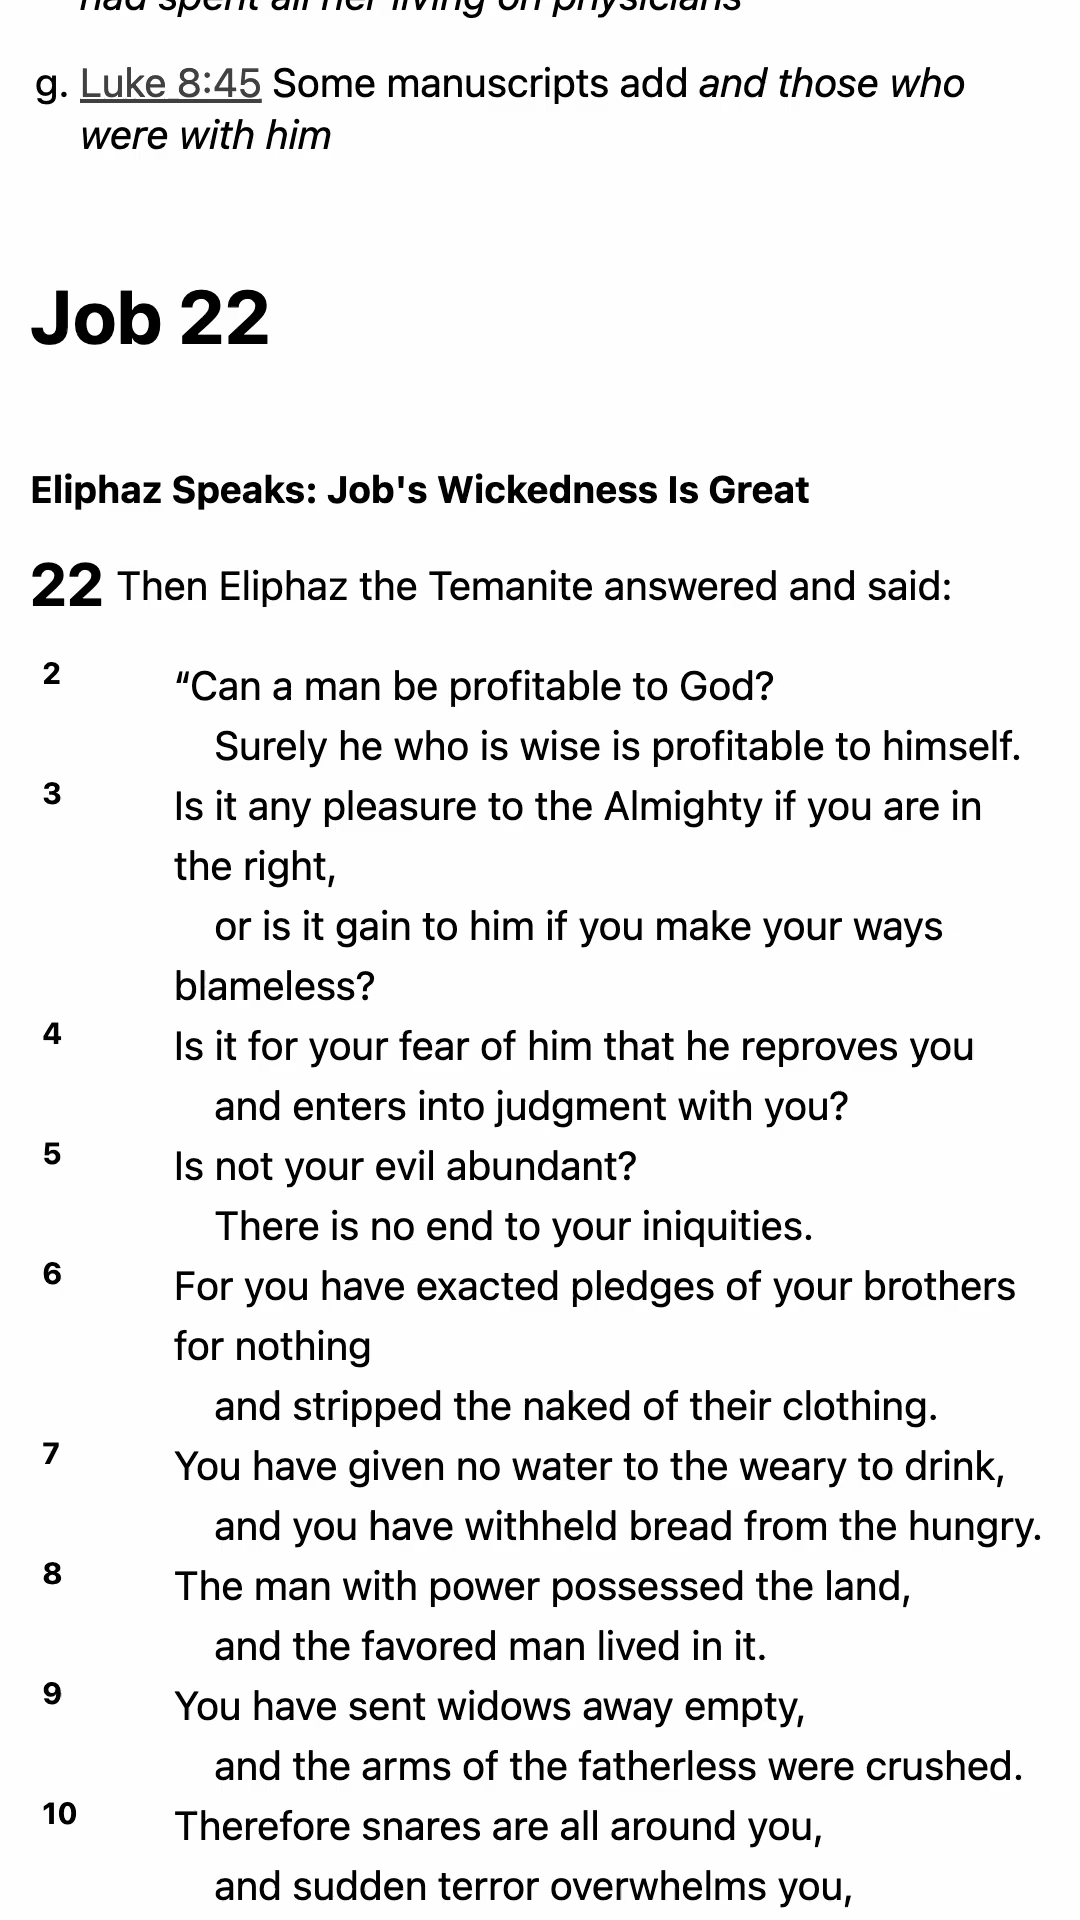 had spent all her living on physicians
g. Luke 8:45 Some manuscripts add and those who
were with him
Job 22
Eliphaz Speaks: Job's Wickedness Is Great
22 Then Eliphaz the Temanite answered and said:
2 “Can a man be profitable to God?
Surely he who is wise is profitable to himself.
3 Is it any pleasure to the Almighty if you are in
the right,
or is it gain to him if you make your ways
blameless?
4 Is it for your fear of him that he reproves you
and enters into judgment with you?
5 Is not your evil abundant?
There is no end to your iniquities.
6 For you have exacted pledges of your brothers
for nothing
and stripped the naked of their clothing.
7 You have given no water to the weary to drink,
and you have withheld bread from the hungry.
8 The man with power possessed the land,
and the favored man lived in it.
9 You have sent widows away empty,
and the arms of the fatherless were crushed.
10 Therefore snares are all around you,
and sudden terror overwhelms you,